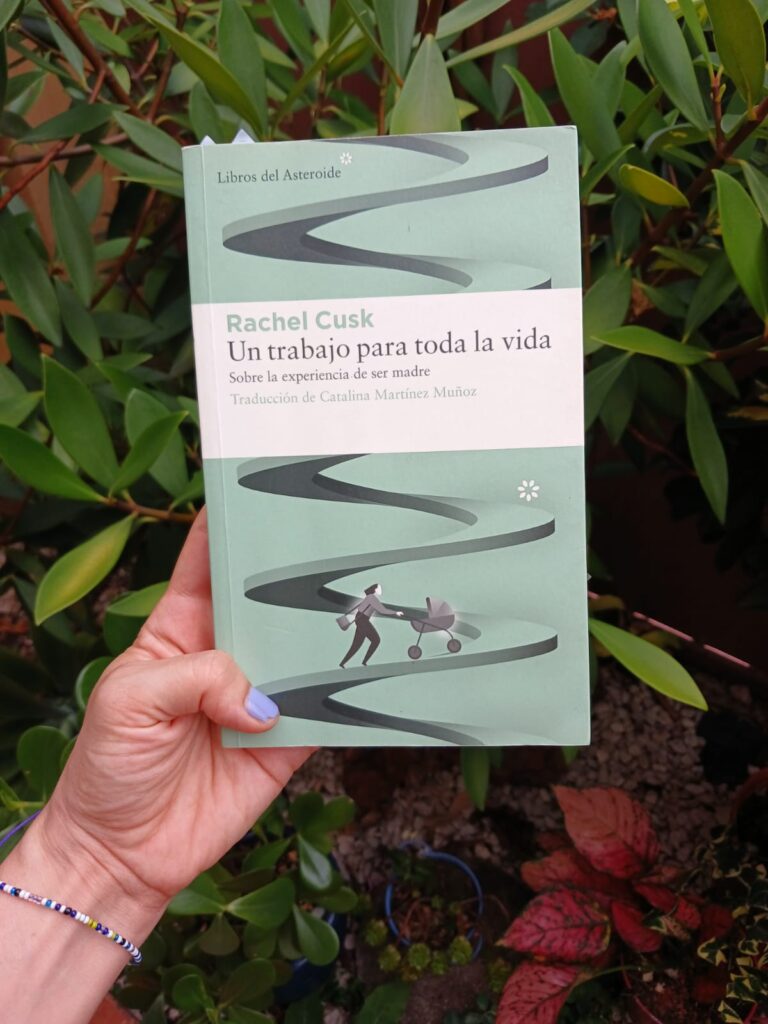 Libros del Asteroide
Rachel Cusk
Un trabajo para toda la vida
Sobre la experiencia de ser madre
Traducción de Catalina Martínez Muñoz